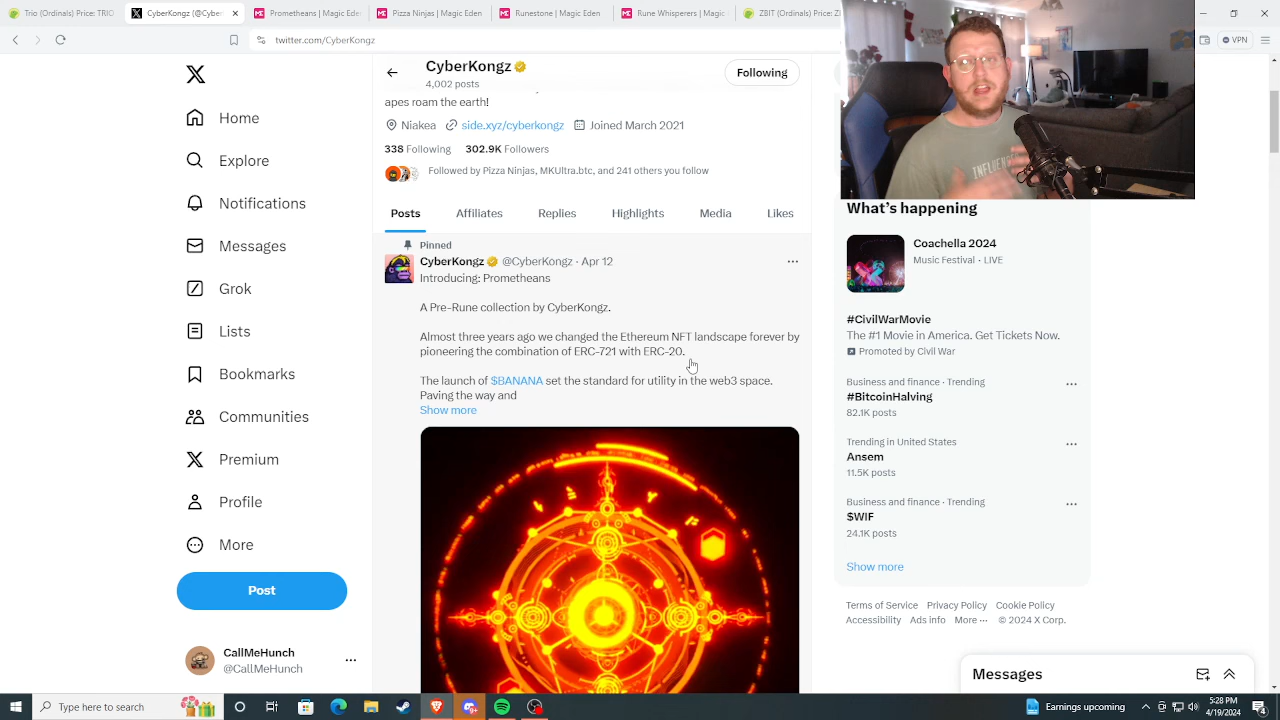 Tric
CyberKongz (@Cyber
Prometheans | Magic Eden
Pizza Ninjas | Magic Eden
Runestone | Magic Eden
Rune Whispers | Magic E
TRIO (Ordinals) Price
ZBIT (Ordinals) Price
twitter.com/CyberKongz
VPN
CyberKongz
4,002 posts
Following
apes roam the earth!
Niakea side.xyz/cyberkongz Joined March 2021
338 Following 302.9K Followers
Followed by Pizza Ninjas, MKUltra.btc, and 241 others you follow
Posts Affiliates Replies Highlights Media Likes
Pinned
CyberKongz @CyberKongz · Apr 12
Introducing: Prometheans
A Pre-Rune collection by CyberKongz.
Almost three years ago we changed the Ethereum NFT landscape forever by
pioneering the combination of ERC-721 with ERC-20.
The launch of $BANANA set the standard for utility in the web3 space.
Paving the way and
Show more
Home
Explore
Notifications
Messages
Grok
Lists
Bookmarks
Communities
Premium
Profile
More
Post
CallMeHunch
@CallMeHunch
INFLUENC
What's happening
Coachella 2024
Music Festival · LIVE
#CivilWarMovie
The #1 Movie in America. Get Tickets Now.
Promoted by Civil War
Business and finance · Trending
#BitcoinHalving
82.1K posts
Trending in United States
Ansem
11.5K posts
Business and finance · Trending
$WIF
24.1K posts
Show more
Terms of Service Privacy Policy Cookie Policy
Accessibility Ads info More ··· © 2024 X Corp.
Messages
Type here to search
5:28 PM
4/19/2024